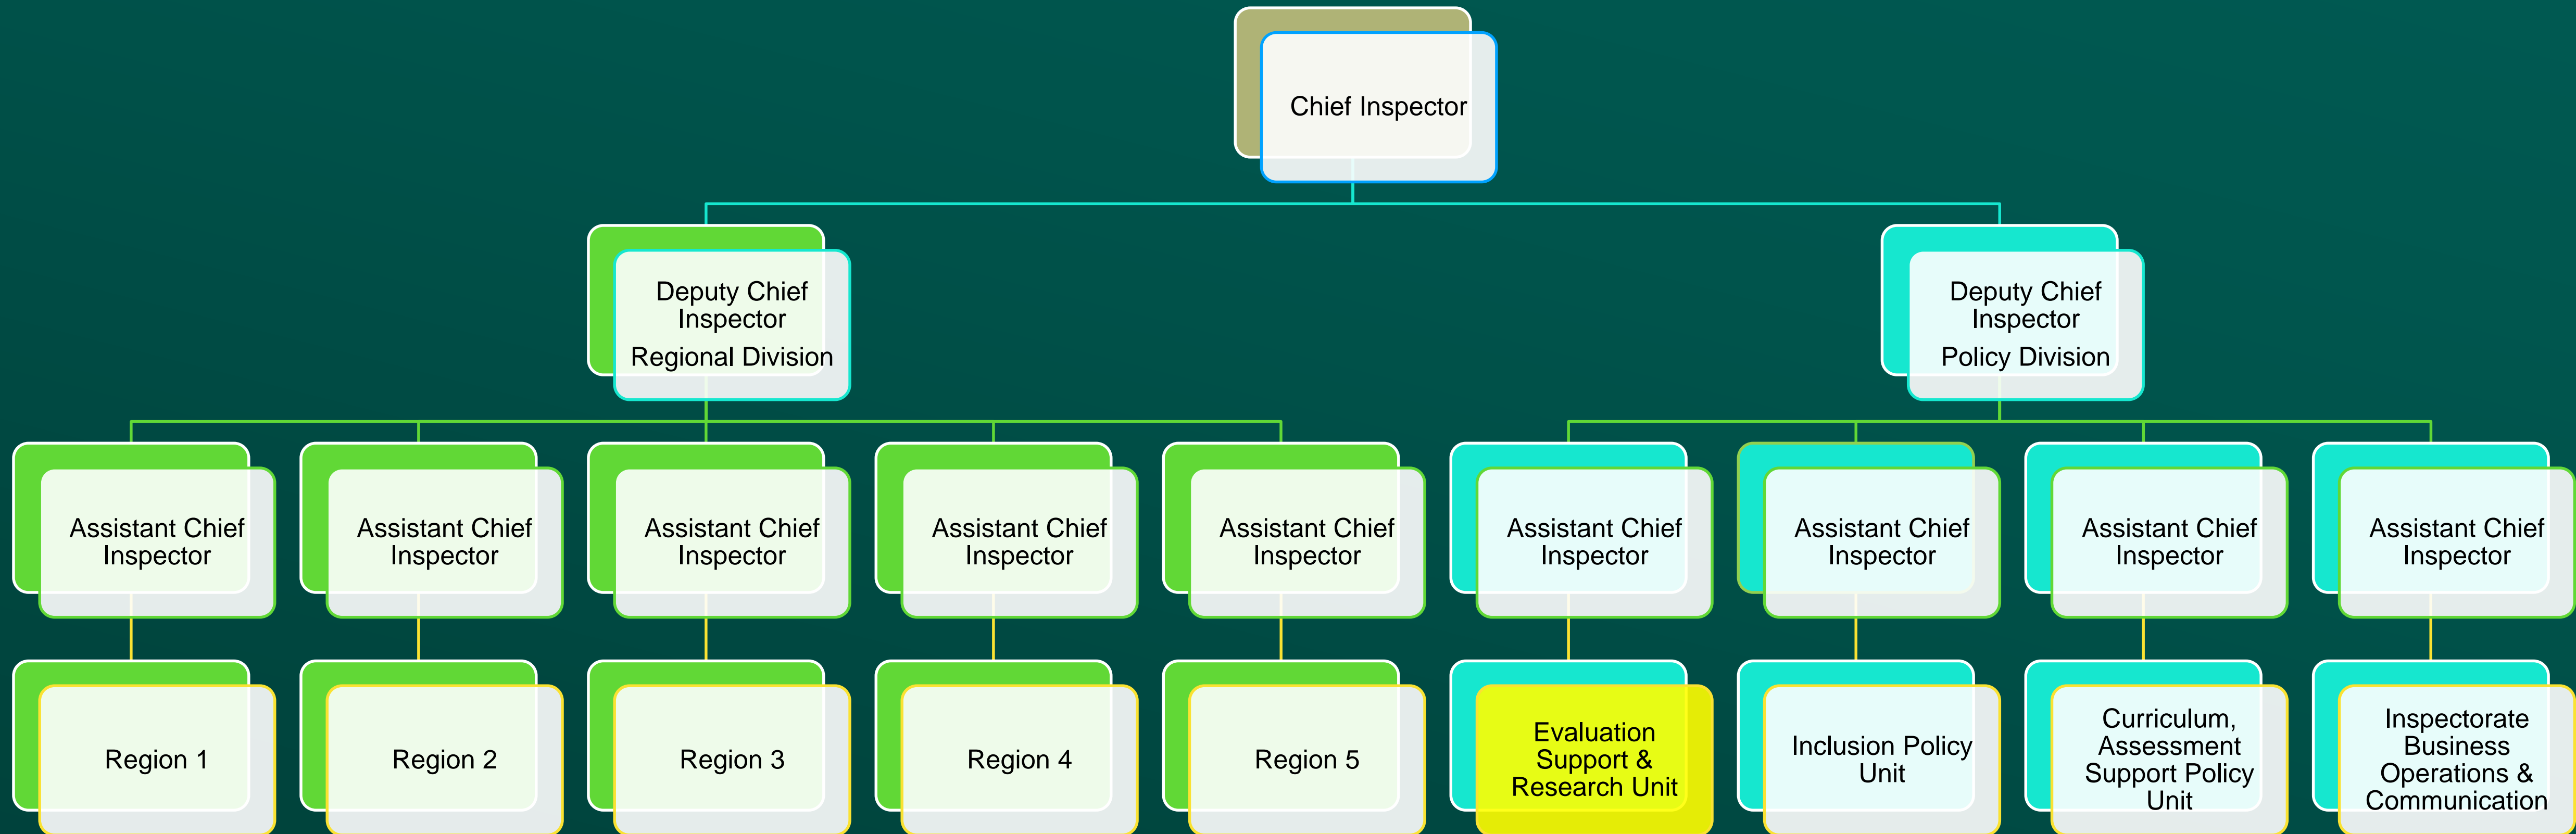 Chief Inspector
Deputy Chief
Inspector
Regional Division
Deputy Chief
Inspector
Policy Division
Assistant Chief
Inspector
Assistant Chief
Inspector
Assistant Chief
Inspector
Assistant Chief
Inspector
Assistant Chief
Inspector
Assistant Chief
Inspector
Assistant Chief
Inspector
Assistant Chief
Inspector
Assistant Chief
Inspector
Region 1
Region 2
Region 3
Region 4
Region 5
Evaluation
Support &
Research Unit
Inclusion Policy
Unit
Curriculum,
Assessment
Support Policy
Unit
Inspectorate
Business
Operations &
Communication